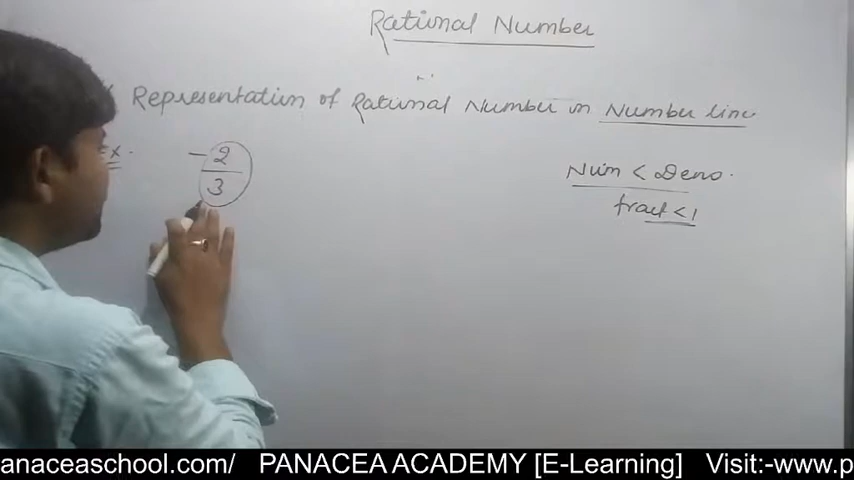 Rational Number
Representation of Rational Number on Number line
Ex.
- 2
3
Num < Deno.
fract < 1
anaceaschool.com/ PANACEA ACADEMY [E-Learning] Visit:-www.p